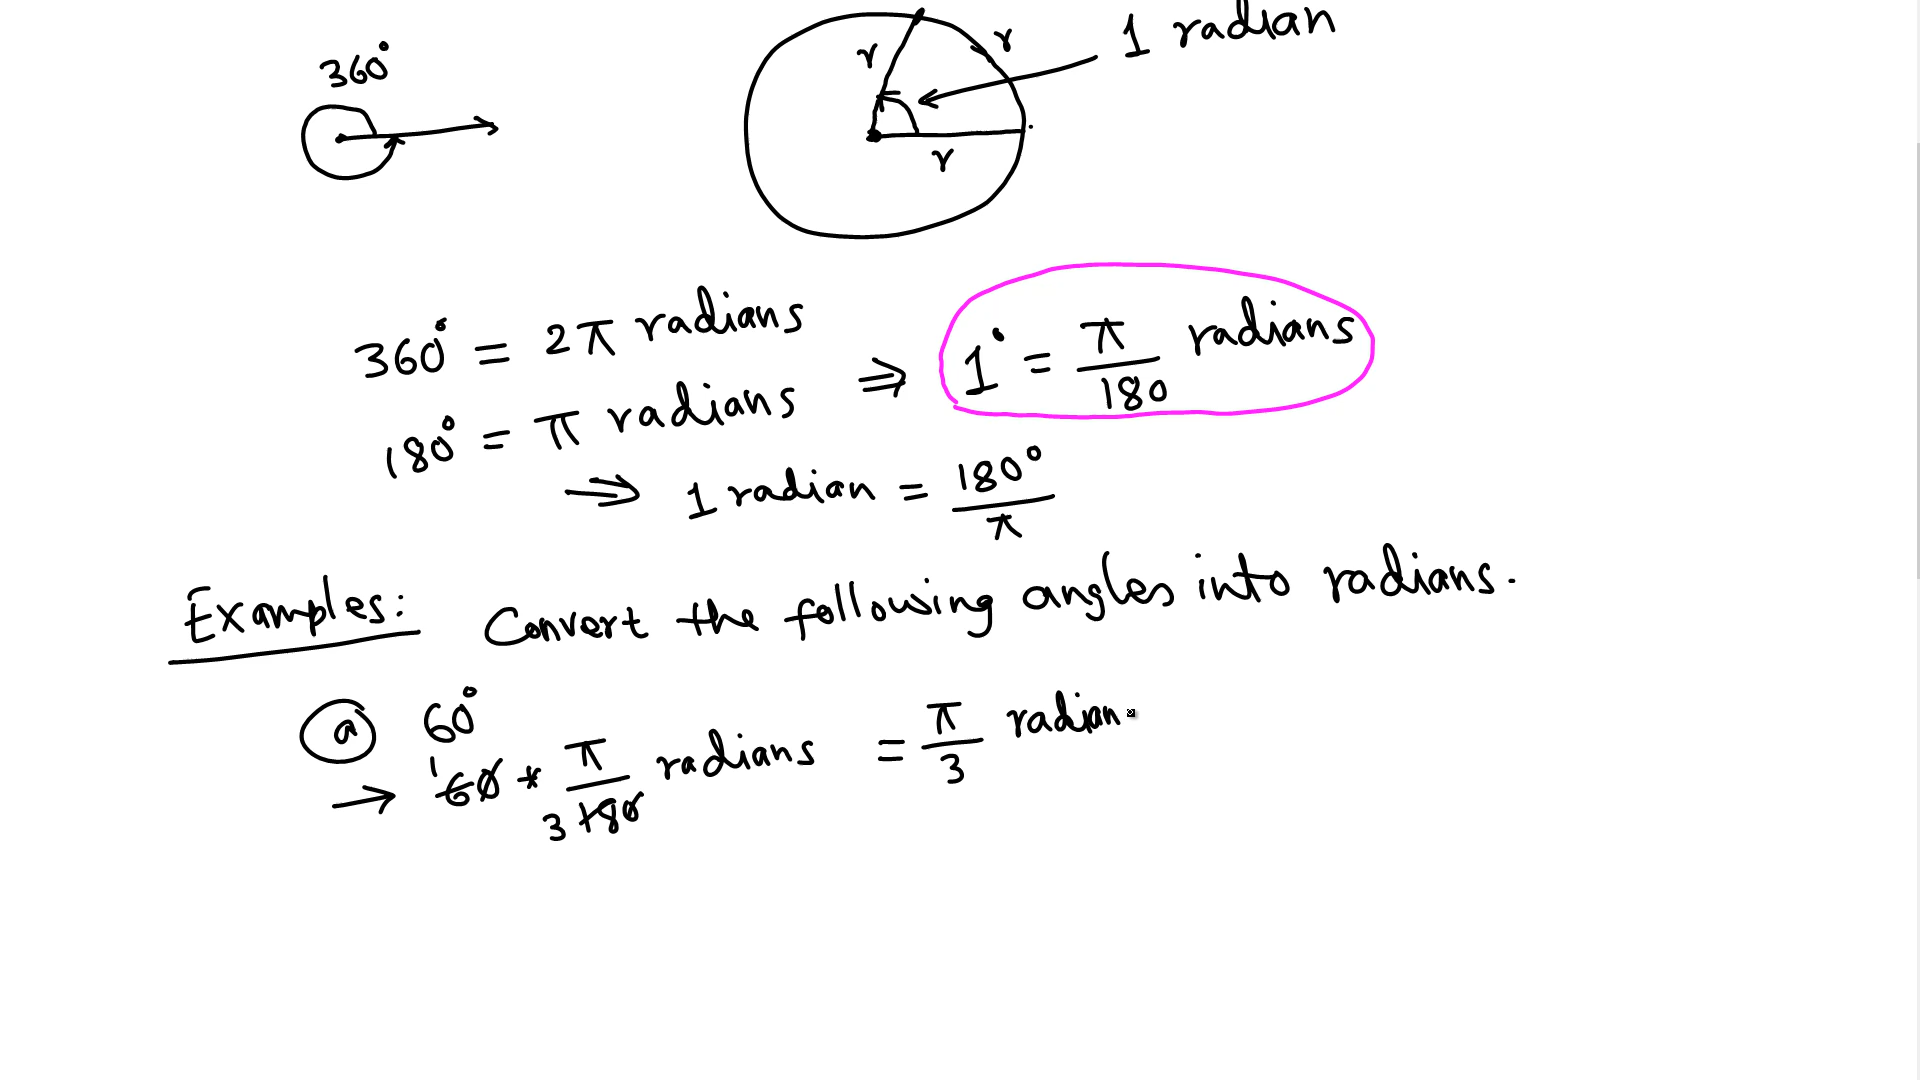 360°
r r 1 radian
r
360° = 2π radians ⇒ 1° = π/180 radians
180° = π radians
⇒ 1 radian = 180°/π
Examples: Convert the following angles into radians.
ⓐ 60°
→ 60 * π/180 radians = π/3 radian
1 3